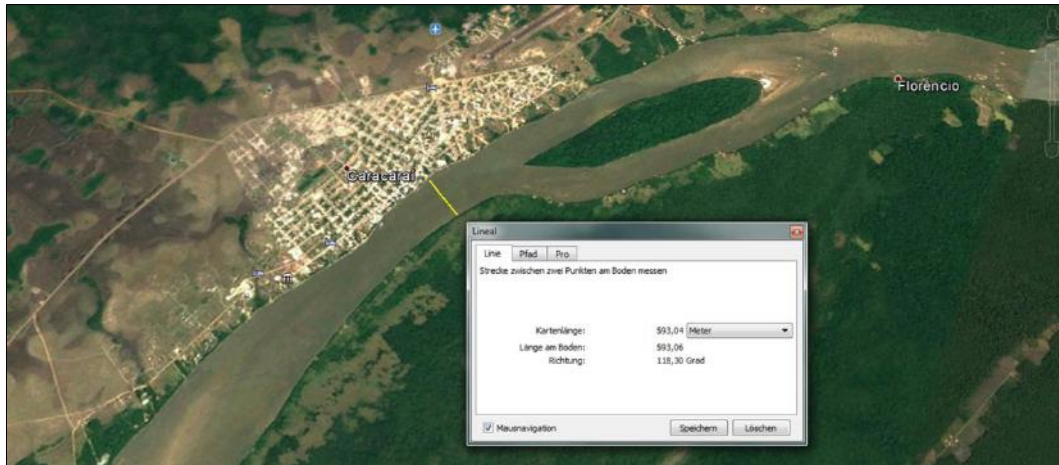 Florêncio
Caracaraí
Lineal
Linie Pfad Pro
Strecke zwischen zwei Punkten am Boden messen
Kartenlänge: 593,04 Meter
Länge am Boden: 593,06
Richtung: 118,30 Grad
Mausnavigation Speichern Löschen